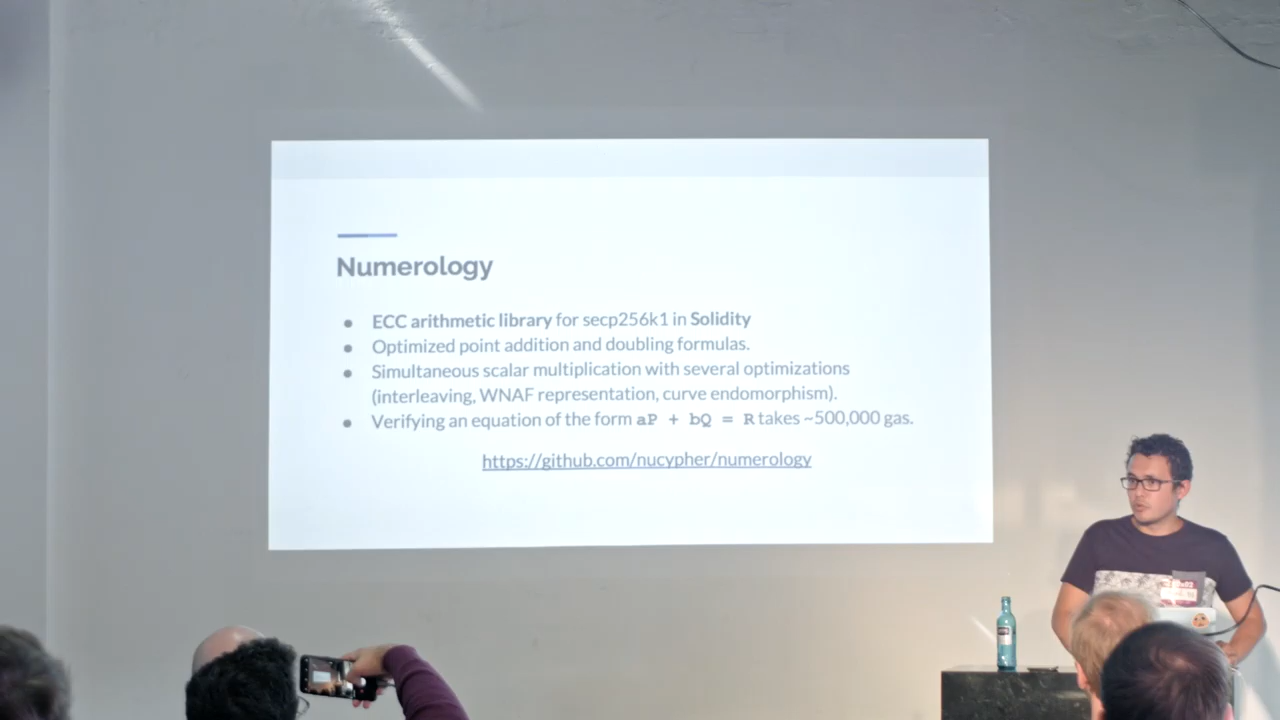 Numerology
● ECC arithmetic library for secp256k1 in Solidity
● Optimized point addition and doubling formulas.
● Simultaneous scalar multiplication with several optimizations
(interleaving, WNAF representation, curve endomorphism).
● Verifying an equation of the form aP + bQ = R takes ~500,000 gas.
https://github.com/nucypher/numerology